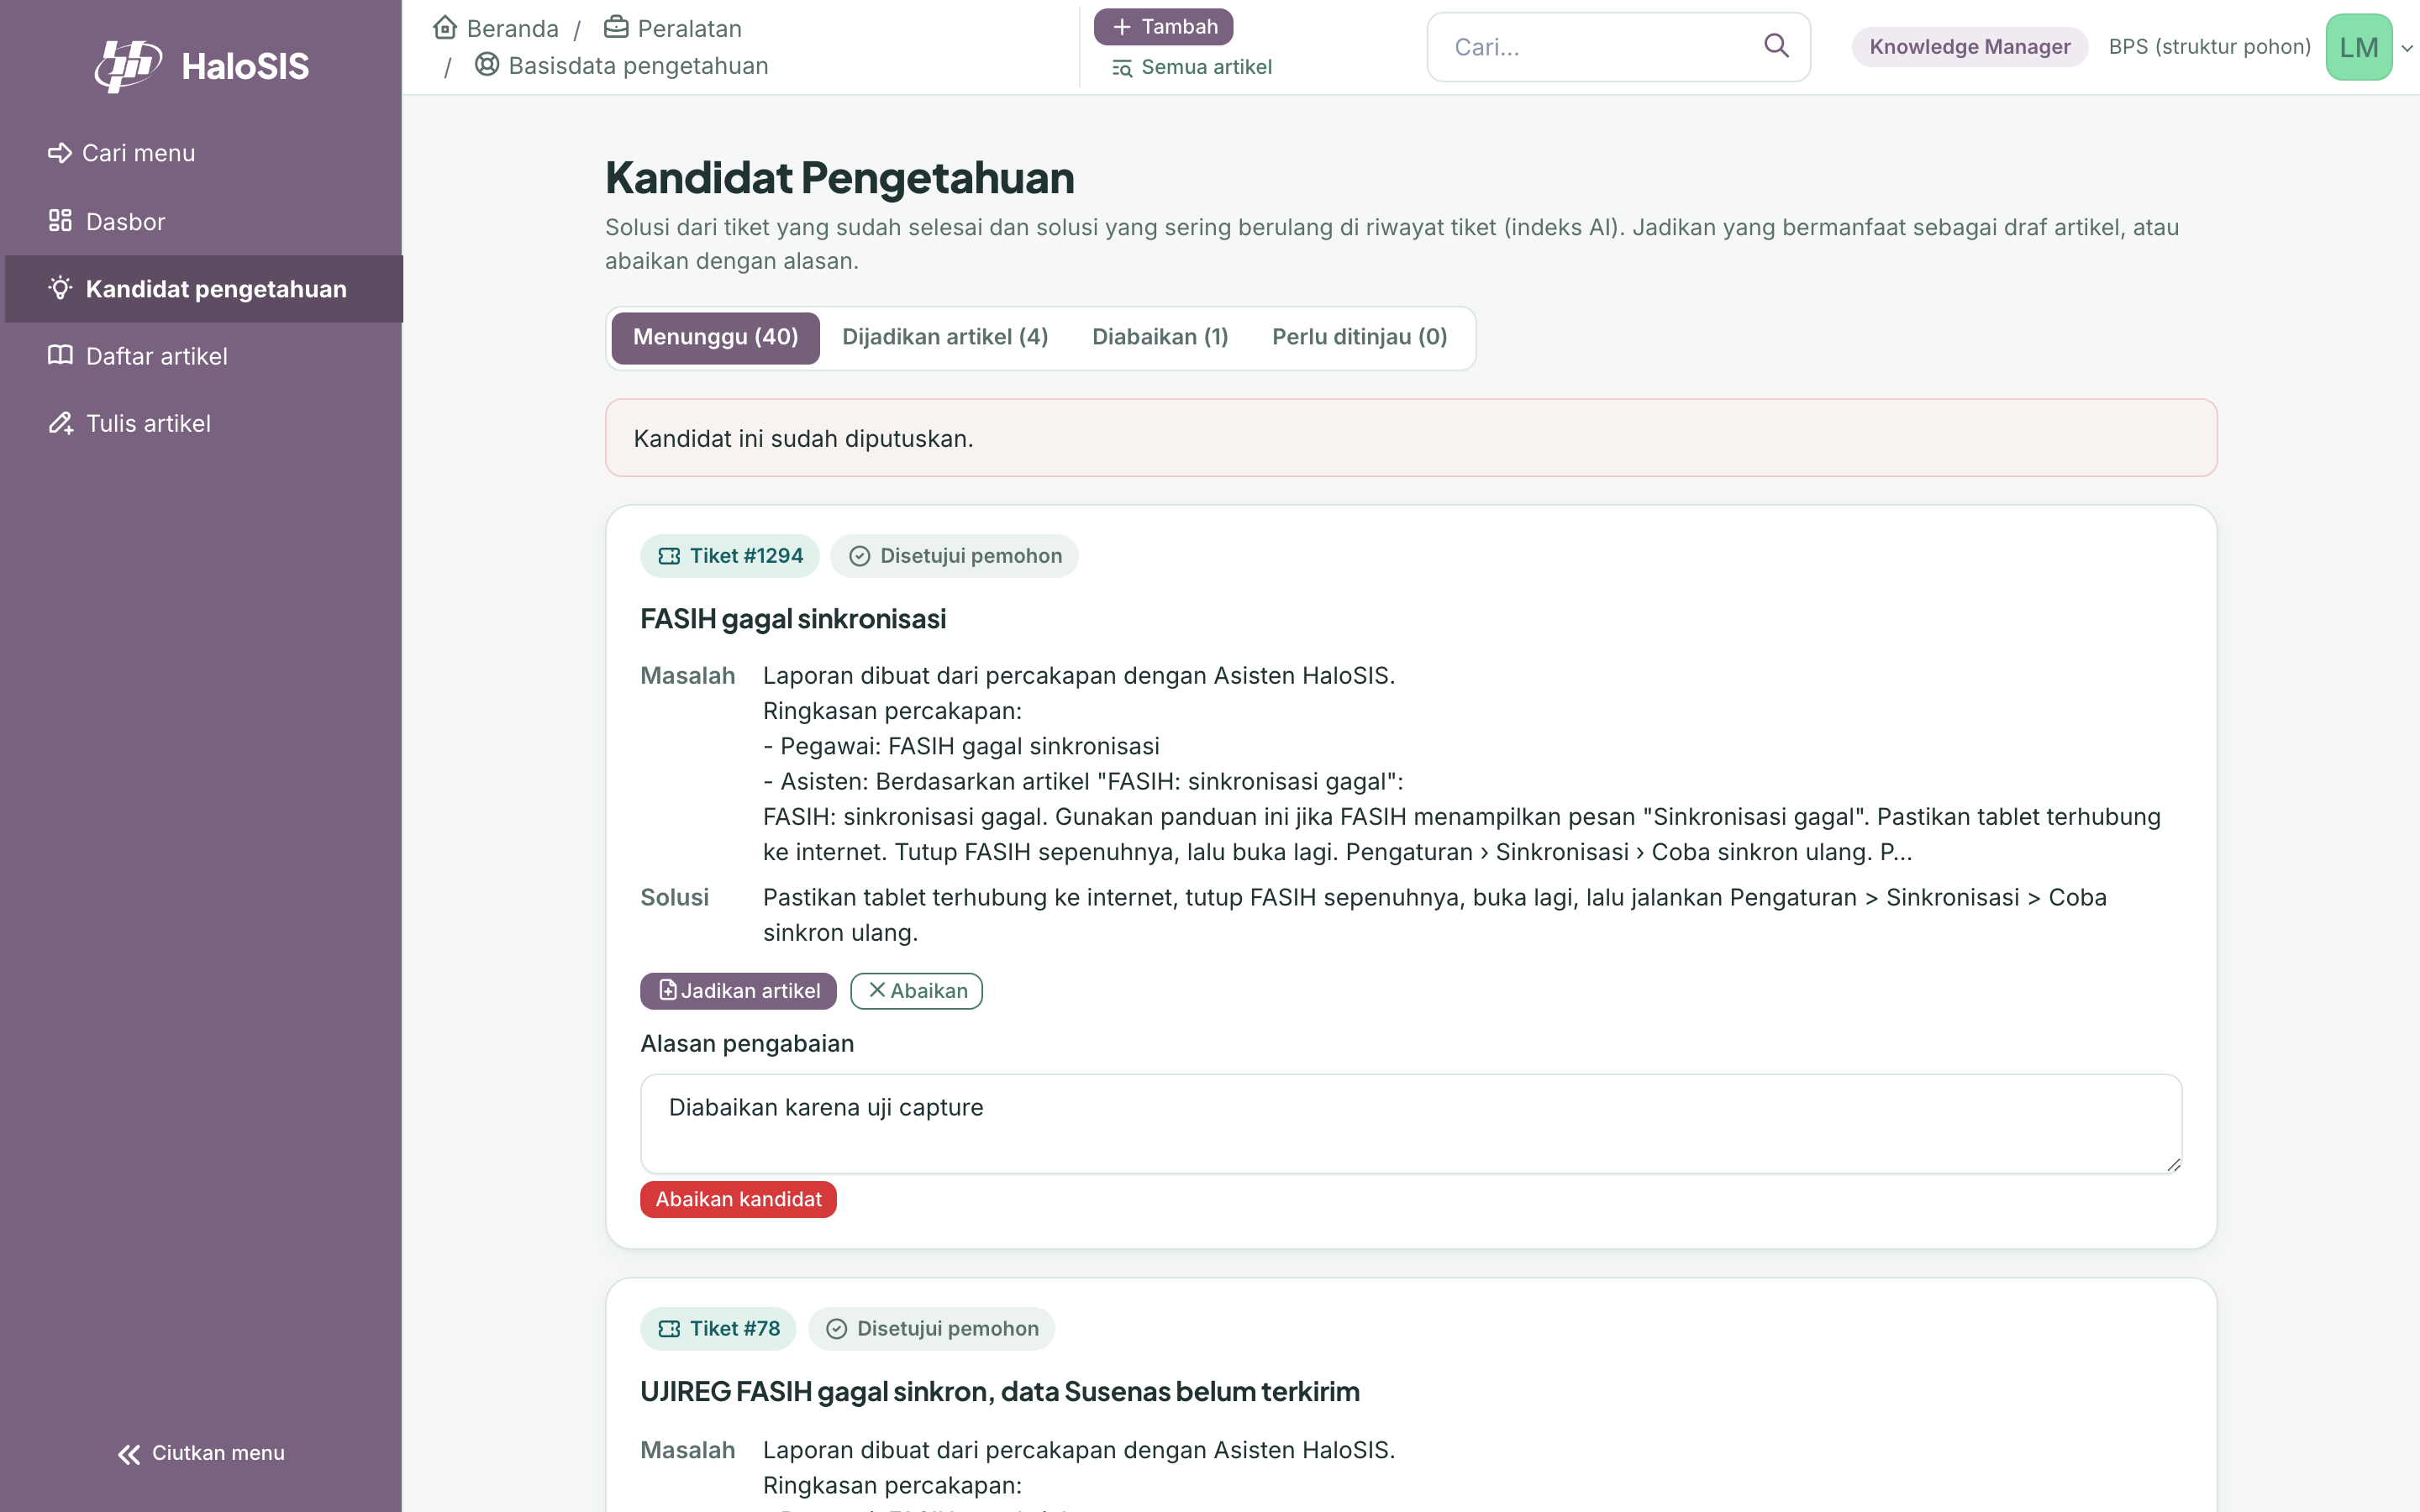 HaloSIS
Cari menu
Dasbor
Kandidat pengetahuan
Daftar artikel
Tulis artikel
Ciutkan menu
Beranda / Peralatan
/ Basisdata pengetahuan
Tambah
Semua artikel
Cari...
Knowledge Manager
BPS (struktur pohon)
LM
Kandidat Pengetahuan
Solusi dari tiket yang sudah selesai dan solusi yang sering berulang di riwayat tiket (indeks AI). Jadikan yang bermanfaat sebagai draf artikel, atau
abaikan dengan alasan.
Menunggu (40) Dijadikan artikel (4) Diabaikan (1) Perlu ditinjau (0)
Kandidat ini sudah diputuskan.
Tiket #1294 Disetujui pemohon
FASIH gagal sinkronisasi
Masalah Laporan dibuat dari percakapan dengan Asisten HaloSIS.
Ringkasan percakapan:
- Pegawai: FASIH gagal sinkronisasi
- Asisten: Berdasarkan artikel "FASIH: sinkronisasi gagal":
FASIH: sinkronisasi gagal. Gunakan panduan ini jika FASIH menampilkan pesan "Sinkronisasi gagal". Pastikan tablet terhubung
ke internet. Tutup FASIH sepenuhnya, lalu buka lagi. Pengaturan › Sinkronisasi › Coba sinkron ulang. P...
Solusi Pastikan tablet terhubung ke internet, tutup FASIH sepenuhnya, buka lagi, lalu jalankan Pengaturan > Sinkronisasi > Coba
sinkron ulang.
Jadikan artikel Abaikan
Alasan pengabaian
Diabaikan karena uji capture
Abaikan kandidat
Tiket #78 Disetujui pemohon
UJIREG FASIH gagal sinkron, data Susenas belum terkirim
Masalah Laporan dibuat dari percakapan dengan Asisten HaloSIS.
Ringkasan percakapan: